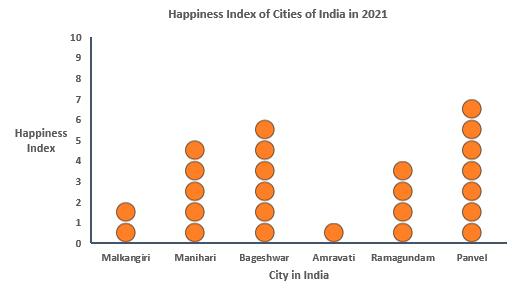 Happiness Index of Cities of India in 2021
10
9
8
7
6
5
4
3
2
1
0
Happiness
Index
Malkangiri Manihari Bageshwar Amravati Ramagundam Panvel
City in India